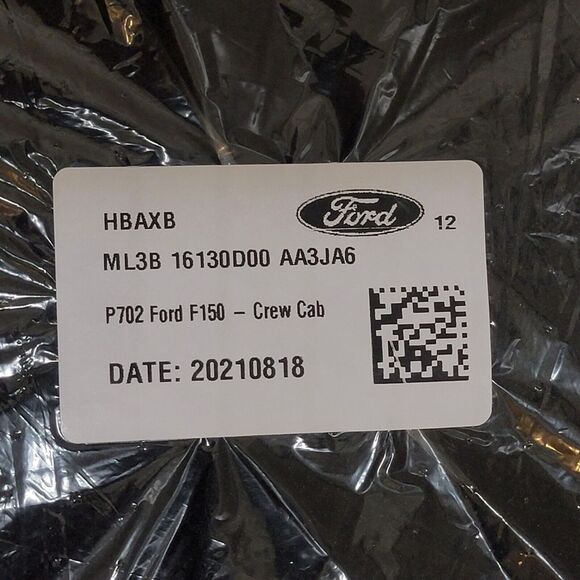 HBAXB Ford 12
ML3B 16130D00 AA3JA6
P702 Ford F150 – Crew Cab
DATE: 20210818